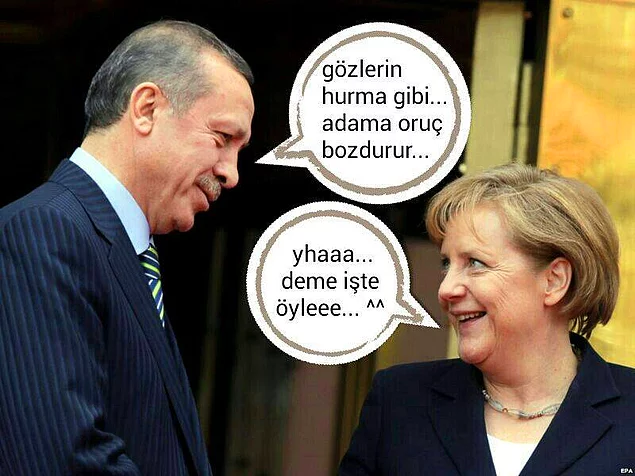 gözlerin
hurma gibi...
adama oruç
bozdurur...
yhaaa...
deme işte
öyleee... ^^
EPA